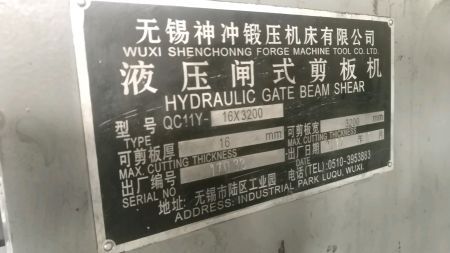 无锡神冲锻压机床有限公司
WUXI SHENCHONNG FORGE MACHINE TOOL CO.LTD.
液压闸式剪板机
HYDRAULIC GATE BEAM SHEAR
型号 QC11Y- 16X3200
TYPE
可剪板厚 16 mm 可剪板宽 3200 mm
MAX. CUTTING THICKNESS MAX. CUTTING THICKNESS
出厂编号 出厂日期 年 月
SERIAL NO. DATE
地址: 无锡市陆区工业园 电话(TEL):0510-3953883
ADDRESS: INDUSTRIAL PARK LUQU, WUXI.